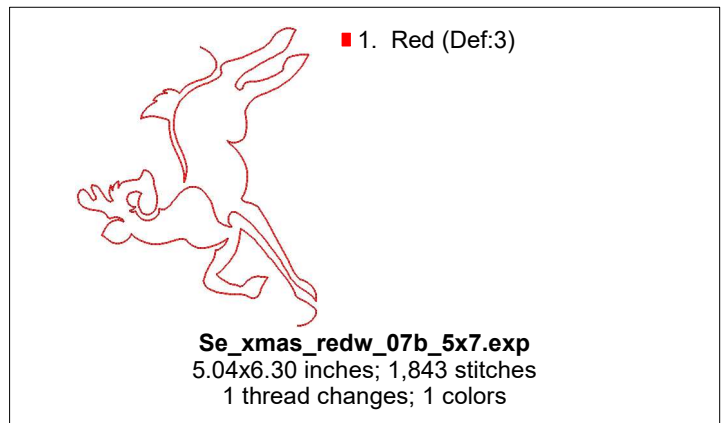 1. Red (Def:3)
Se_xmas_redw_07b_5x7.exp
5.04x6.30 inches; 1,843 stitches
1 thread changes; 1 colors